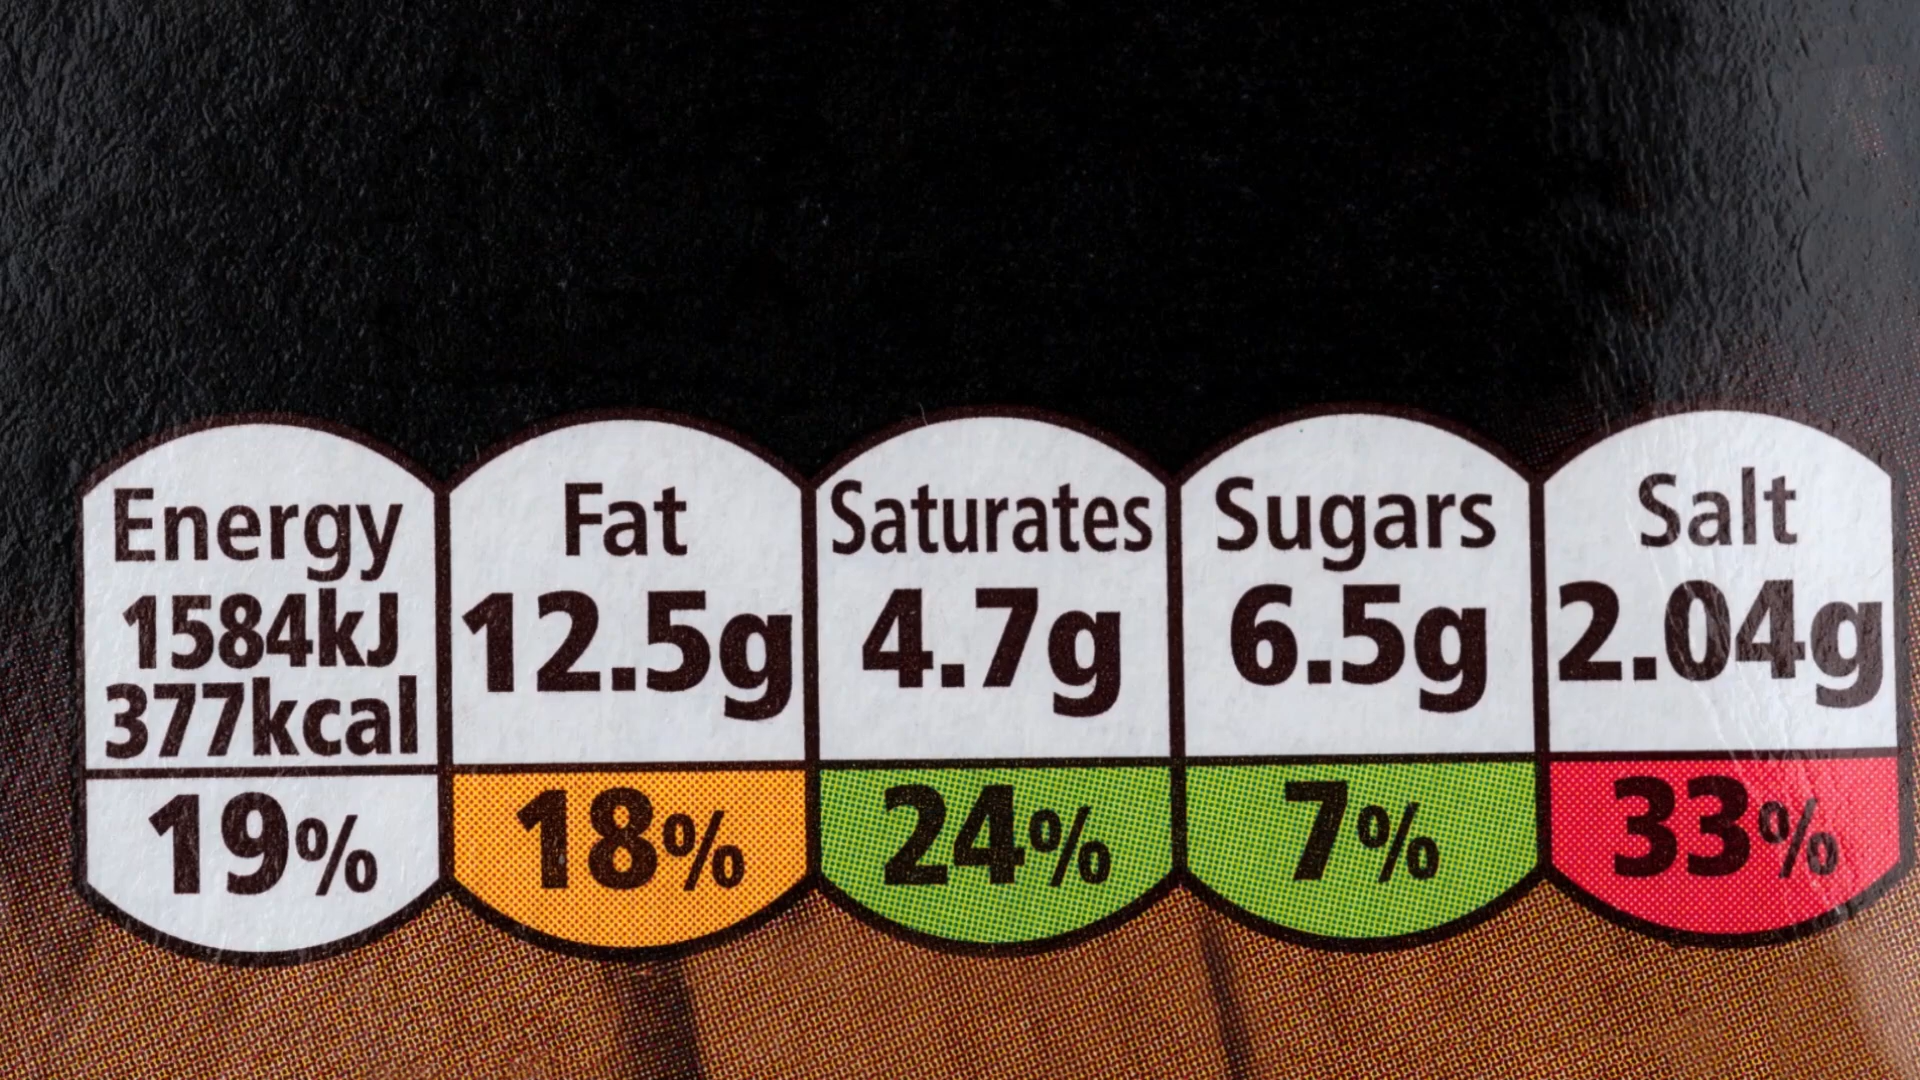 Energy
1584kJ
377kcal
19%
Fat
12.5g
18%
Saturates
4.7g
24%
Sugars
6.5g
7%
Salt
2.04g
33%